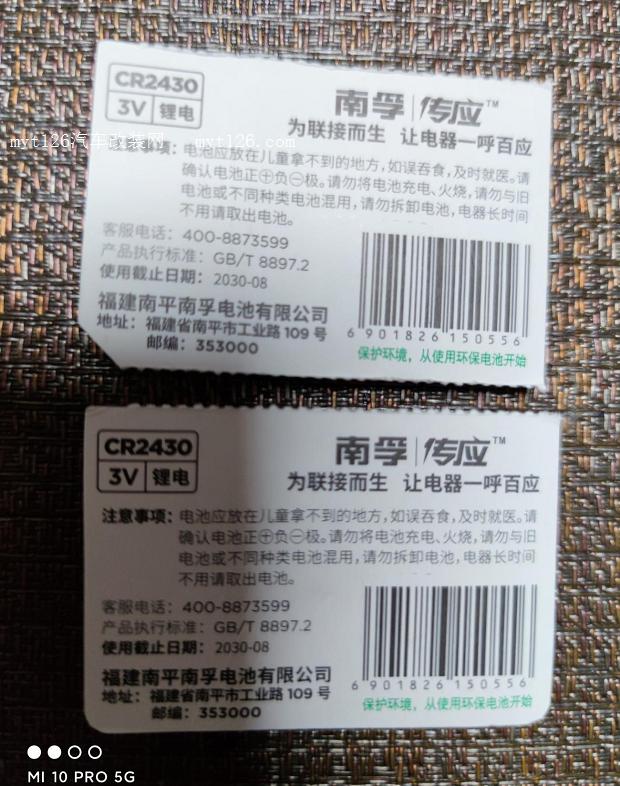 CR2430
3V 锂电
南孚 传应™
为联接而生 让电器一呼百应
myt126汽车改装网 myt126.com
项：电池应放在儿童拿不到的地方，如误吞食，及时就医。请
确认电池正⊕负⊖极。请勿将电池充电、火烧，请勿与旧
电池或不同种类电池混用，请勿拆卸电池，电器长时间
不用请取出电池。
客服电话：400-8873599
产品执行标准：GB/T 8897.2
使用截止日期：2030-08
福建南平南孚电池有限公司
地址：福建省南平市工业路 109 号
邮编：353000
6 901826 150556
保护环境，从使用环保电池开始
CR2430
3V 锂电
南孚 传应™
为联接而生 让电器一呼百应
注意事项：电池应放在儿童拿不到的地方，如误吞食，及时就医。请
确认电池正⊕负⊖极。请勿将电池充电、火烧，请勿与旧
电池或不同种类电池混用，请勿拆卸电池，电器长时间
不用请取出电池。
客服电话：400-8873599
产品执行标准：GB/T 8897.2
使用截止日期：2030-08
福建南平南孚电池有限公司
地址：福建省南平市工业路 109 号
邮编：353000
6 901826 150556
保护环境，从使用环保电池开始
MI 10 PRO 5G